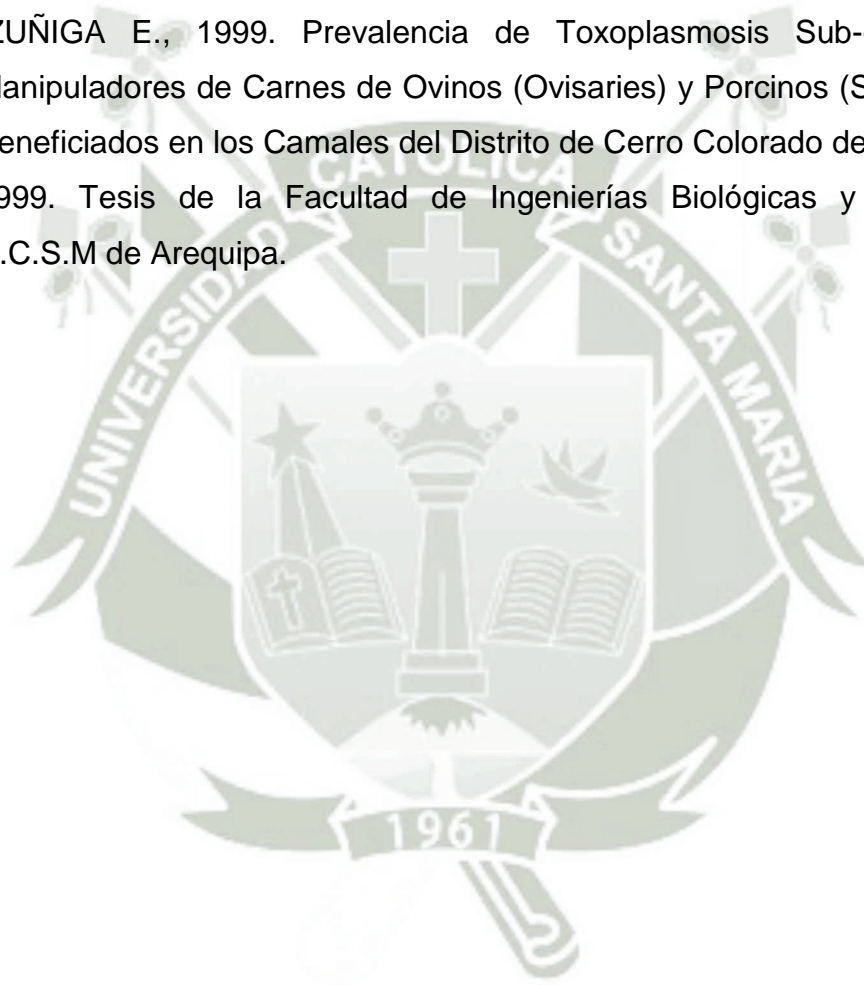 ZUÑIGA E., 1999. Prevalencia de Toxoplasmosis Sub-
Manipuladores de Carnes de Ovinos (Ovisaries) y Porcinos (S
Beneficiados en los Camales del Distrito de Cerro Colorado de
1999. Tesis de la Facultad de Ingenierías Biológicas y
.C.S.M de Arequipa.
UNIVERSIDAD CATOLICA SANTA MARIA
1961